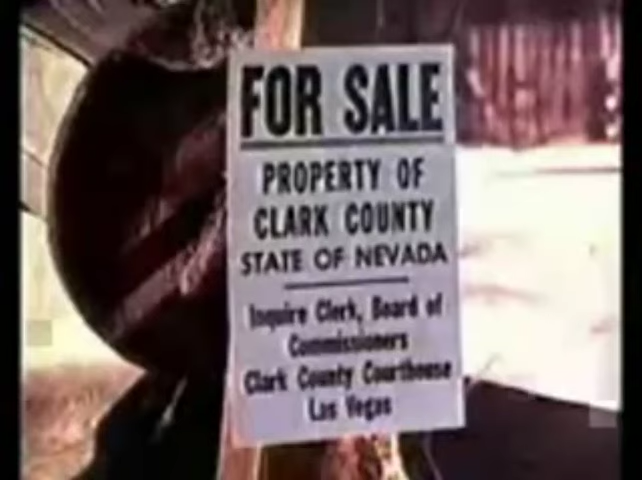 FOR SALE
PROPERTY OF
CLARK COUNTY
STATE OF NEVADA
Inquire Clerk, Board of
Commissioners
Clark County Courthouse
Las Vegas